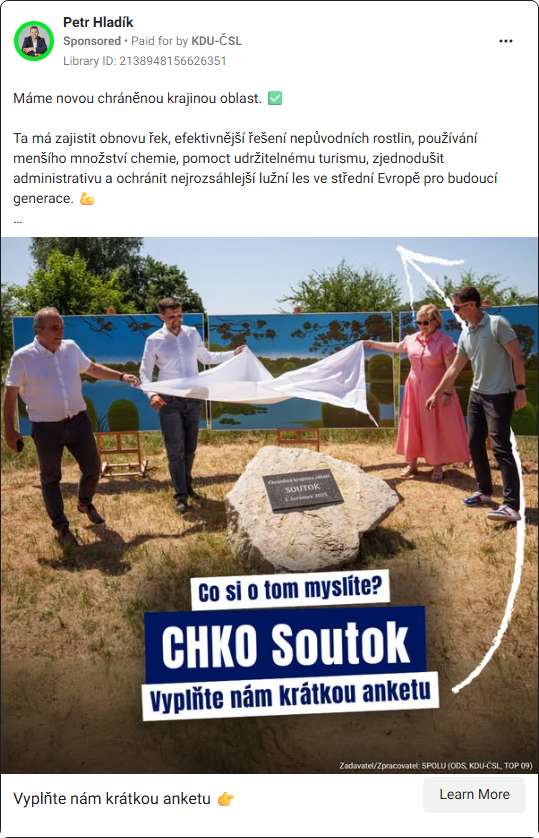 Petr Hladík
Sponsored • Paid for by KDU-ČSL
Library ID: 2138948156626351
Máme novou chráněnou krajinou oblast. ✅
Ta má zajistit obnovu řek, efektivnější řešení nepůvodních rostlin, používání
menšího množství chemie, pomoct udržitelnému turismu, zjednodušit
administrativu a ochránit nejrozsáhlejší lužní les ve střední Evropě pro budoucí
generace. 💪
...
Chráněná krajinná oblast
SOUTOK
1. červenec 2025
Co si o tom myslíte?
CHKO Soutok
Vyplňte nám krátkou anketu
Zadavatel/Zpracovatel: SPOLU (ODS, KDU-ČSL, TOP 09)
Vyplňte nám krátkou anketu 👉
Learn More